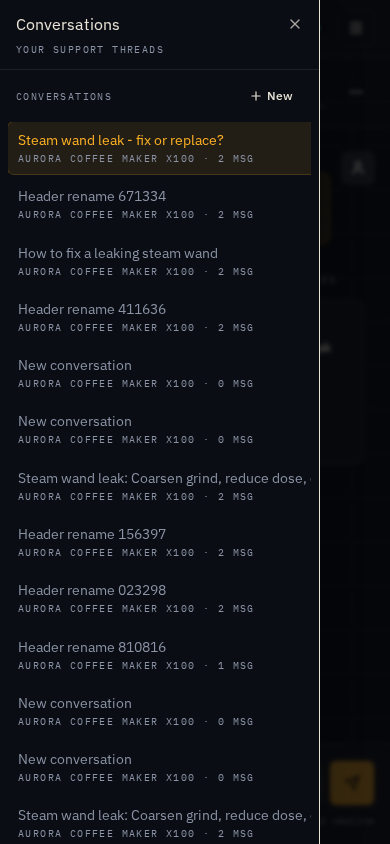 Conversations
YOUR SUPPORT THREADS
CONVERSATIONS
+ New
Steam wand leak - fix or replace?
AURORA COFFEE MAKER X100 · 2 MSG
Header rename 671334
AURORA COFFEE MAKER X100 · 2 MSG
How to fix a leaking steam wand
AURORA COFFEE MAKER X100 · 2 MSG
Header rename 411636
AURORA COFFEE MAKER X100 · 2 MSG
New conversation
AURORA COFFEE MAKER X100 · 0 MSG
New conversation
AURORA COFFEE MAKER X100 · 0 MSG
Steam wand leak: Coarsen grind, reduce dose,
AURORA COFFEE MAKER X100 · 2 MSG
Header rename 156397
AURORA COFFEE MAKER X100 · 2 MSG
Header rename 023298
AURORA COFFEE MAKER X100 · 2 MSG
Header rename 810816
AURORA COFFEE MAKER X100 · 1 MSG
New conversation
AURORA COFFEE MAKER X100 · 0 MSG
New conversation
AURORA COFFEE MAKER X100 · 0 MSG
Steam wand leak: Coarsen grind, reduce dose,
AURORA COFFEE MAKER X100 · 2 MSG